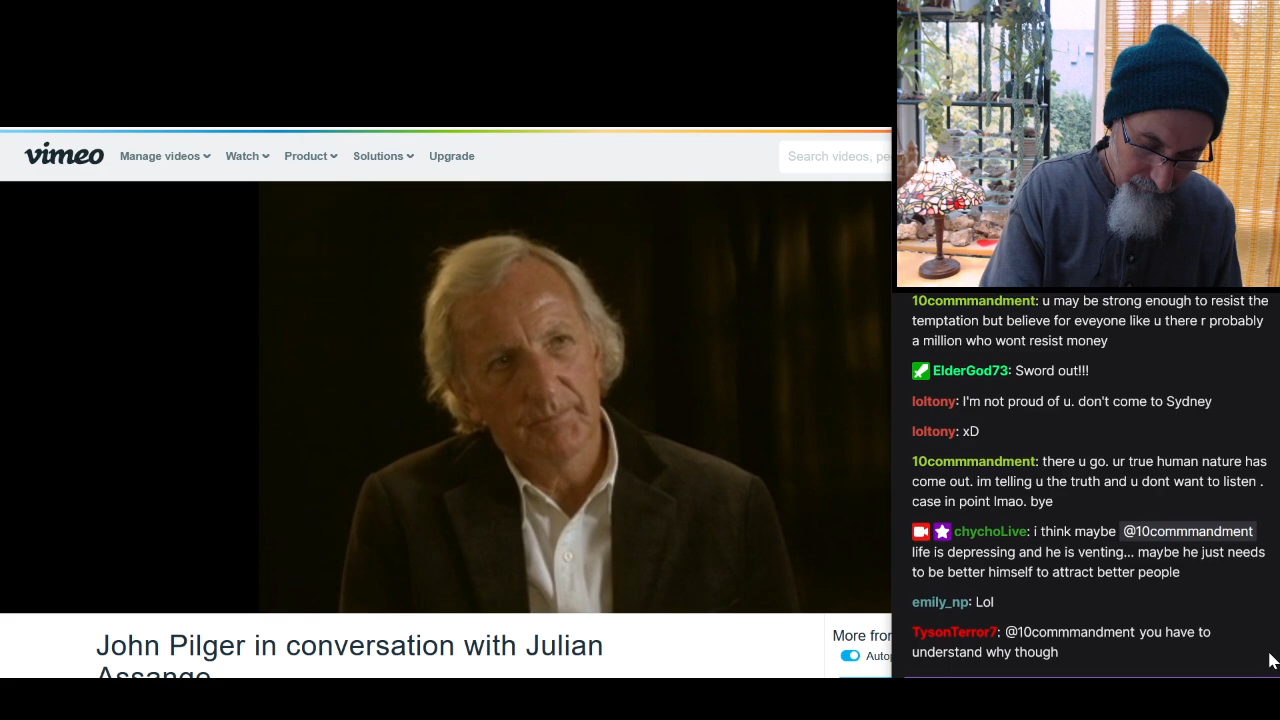 vimeo Manage videos Watch Product Solutions Upgrade Search videos, pe
John Pilger in conversation with Julian
Assange
More from
Autop
10commmandment: u may be strong enough to resist the
temptation but believe for eveyone like u there r probably
a million who wont resist money
ElderGod73: Sword out!!!
loltony: I'm not proud of u. don't come to Sydney
loltony: xD
10commmandment: there u go. ur true human nature has
come out. im telling u the truth and u dont want to listen .
case in point lmao. bye
chychoLive: i think maybe @10commmandment
life is depressing and he is venting... maybe he just needs
to be better himself to attract better people
emily_np: Lol
TysonTerror7: @10commmandment you have to
understand why though